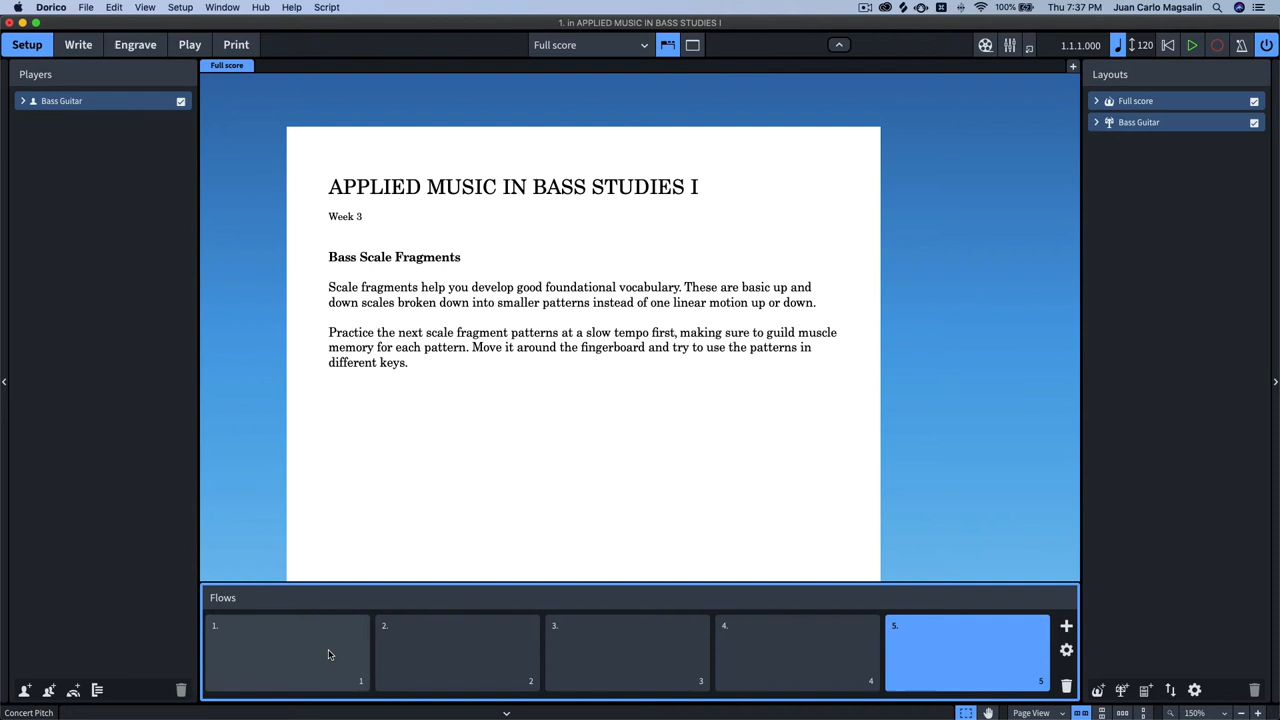 Dorico File Edit View Setup Window Hub Help Script 100% Thu 7:37 PM Juan Carlo Magsalin
1. in APPLIED MUSIC IN BASS STUDIES I
Setup Write Engrave Play Print Full score 1.1.1.000 120
Players
Full score
Layouts
Bass Guitar
Full score
Bass Guitar
APPLIED MUSIC IN BASS STUDIES I
Week 3
Bass Scale Fragments
Scale fragments help you develop good foundational vocabulary. These are basic up and
down scales broken down into smaller patterns instead of one linear motion up or down.
Practice the next scale fragment patterns at a slow tempo first, making sure to guild muscle
memory for each pattern. Move it around the fingerboard and try to use the patterns in
different keys.
Flows
1. 2. 3. 4. 5.
1 2 3 4 5
Concert Pitch Page View 150%